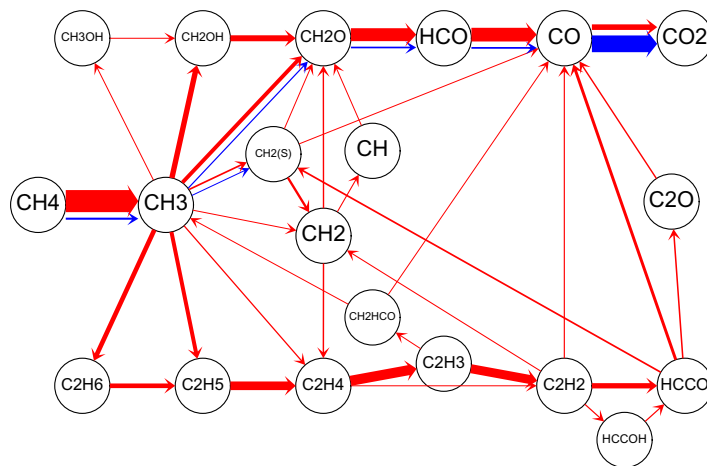 CH3OH
CH2OH
CH2O
HCO
CO
CO2
CH2(S)
CH
CH4
CH3
CH2
C2O
CH2HCO
C2H6
C2H5
C2H4
C2H3
C2H2
HCCO
HCCOH